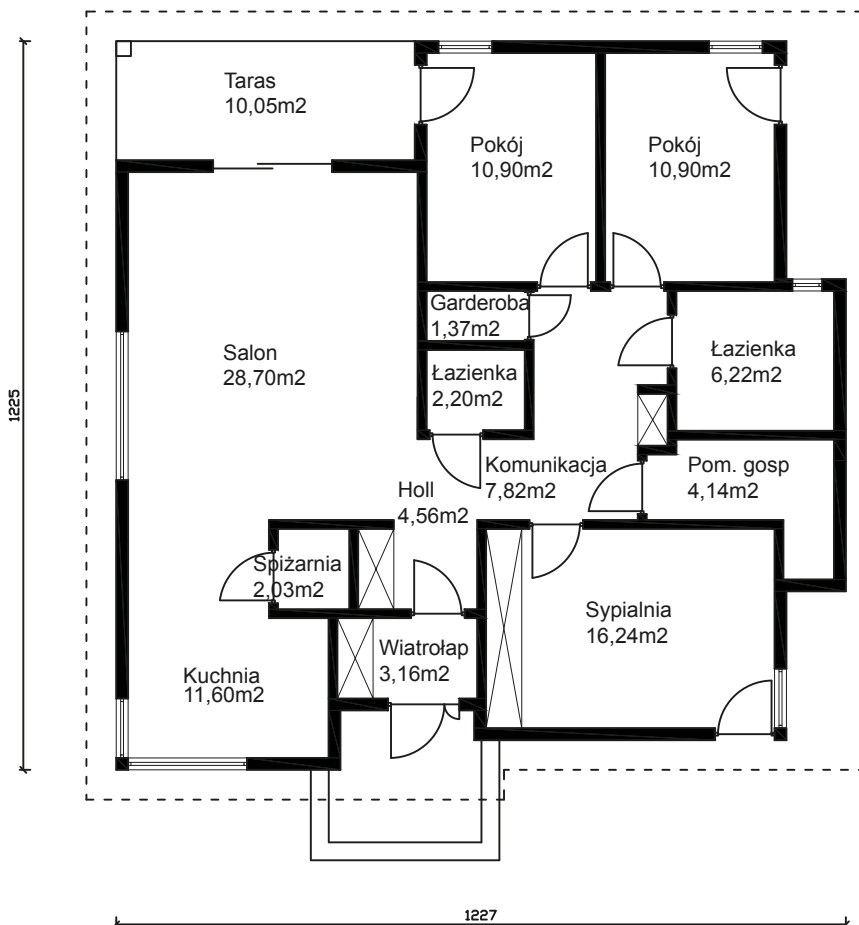 Taras
10,05m2
Pokój
10,90m2
Pokój
10,90m2
Garderoba
1,37m2
Salon
28,70m2
Łazienka
2,20m2
Łazienka
6,22m2
1225
Komunikacja
7,82m2
Pom. gosp
4,14m2
Holl
4,56m2
Spiżarnia
2,03m2
Sypialnia
16,24m2
Wiatrołap
3,16m2
Kuchnia
11,60m2
1227